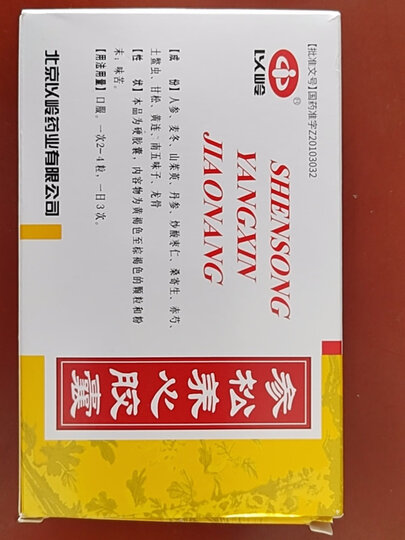 【批准文号】国药准字Z20103032
以岭
®
SHENSONG
YANGXIN
JIAONANG
【成 份】人参、麦冬、山茱萸、丹参、炒酸枣仁、桑寄生、赤芍、
土鳖虫、甘松、黄连、南五味子、龙骨
【性 状】本品为硬胶囊，内容物为黄褐色至棕褐色的颗粒和粉
末；味苦。
【用法用量】口服。一次2~4粒，一日3次。
北京以岭药业有限公司
参松养心胶囊